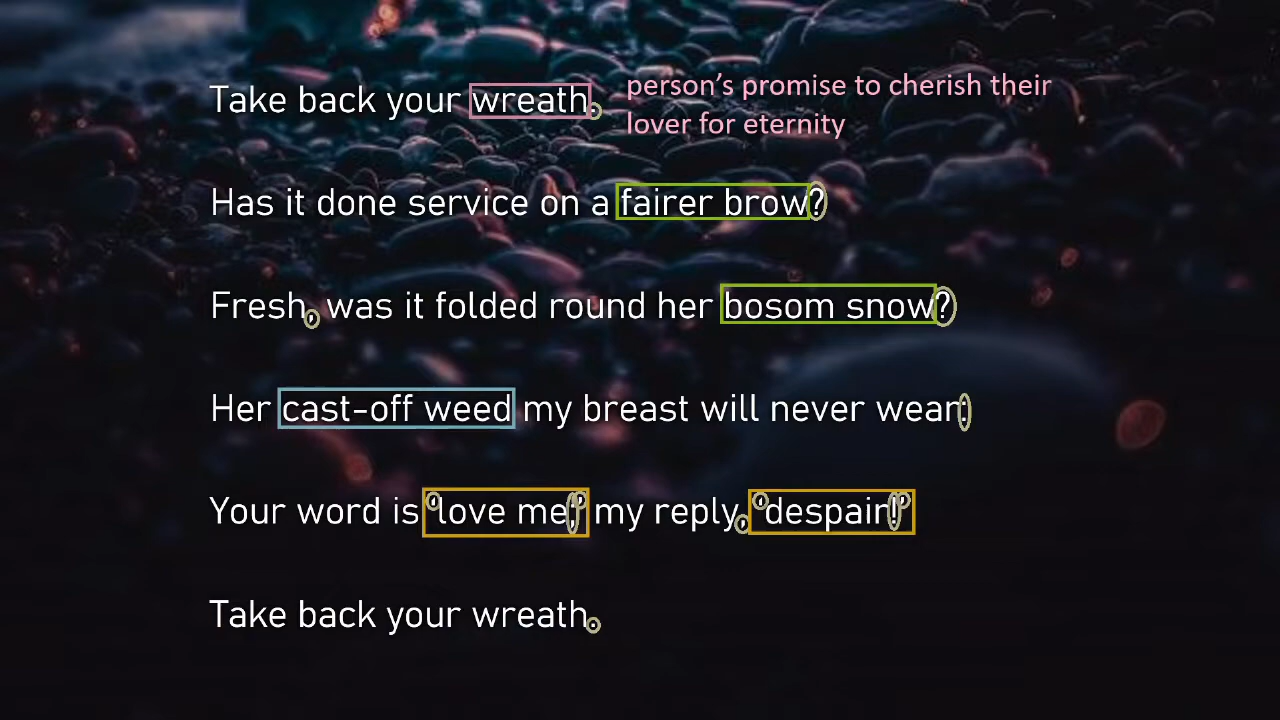 Take back your wreath.
person's promise to cherish their
lover for eternity
Has it done service on a fairer brow?
Fresh, was it folded round her bosom snow?
Her cast-off weed my breast will never wear:
Your word is 'love me;' my reply, 'despair!'
Take back your wreath.